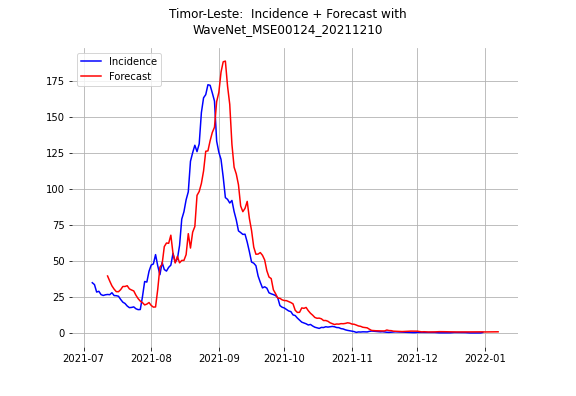 Timor-Leste:  Incidence + Forecast with
WaveNet_MSE00124_20211210
Incidence
Forecast
175
150
125
100
75
50
25
0
2021-07 2021-08 2021-09 2021-10 2021-11 2021-12 2022-01